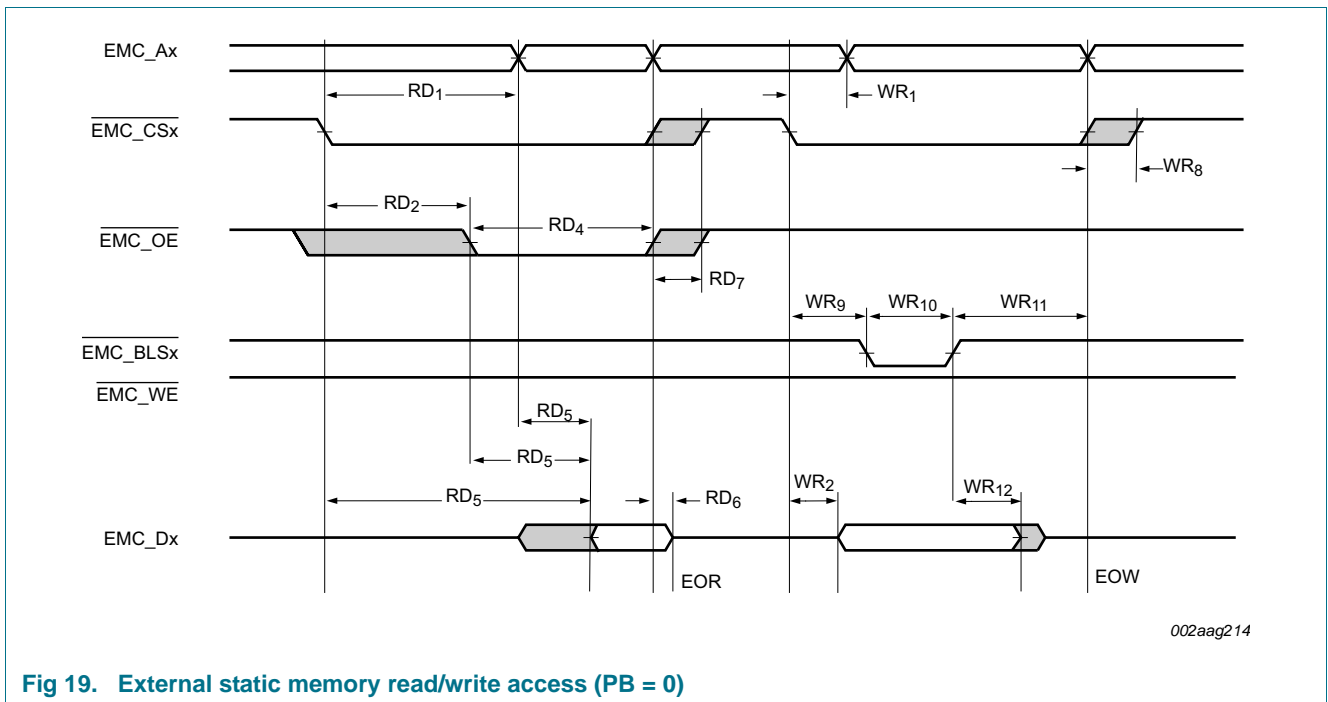 EMC_Ax
RD1
WR1
EMC_CSx
WR8
RD2
RD4
EMC_OE
RD7
WR9
WR10
WR11
EMC_BLSx
EMC_WE
RD5
RD5
RD5
WR2
WR12
RD6
EMC_Dx
EOR
EOW
002aag214
Fig 19. External static memory read/write access (PB = 0)